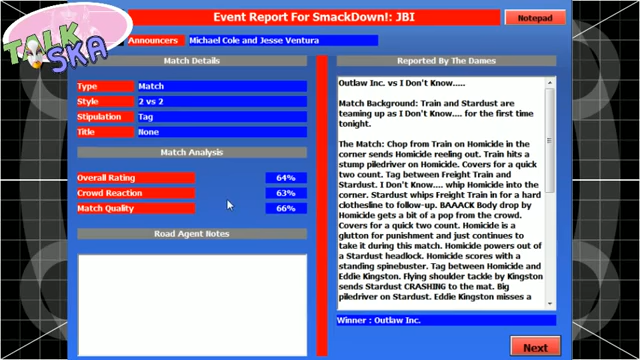 Event Report For SmackDown!: JBI
Notepad
TALK
SKA
Announcers
Michael Cole and Jesse Ventura
Match Details
Type
Match
Style
2 vs 2
Stipulation
Tag
Title
None
Match Analysis
Overall Rating
64%
Crowd Reaction
63%
Match Quality
66%
Road Agent Notes
Reported By The Dames
Outlaw Inc. vs I Don't Know.....
Match Background: Train and Stardust are
teaming up as I Don't Know.... for the first time
tonight.
The Match: Chop from Train on Homicide in the
corner sends Homicide reeling out. Train hits a
stump piledriver on Homicide. Covers for a quick
two count. Tag between Freight Train and
Stardust. I Don't Know.... whip Homicide into the
corner. Stardust whips Freight Train in for a hard
clothesline to follow-up. BAAACK Body drop by
Homicide gets a bit of a pop from the crowd.
Covers for a quick two count. Homicide is a
glutton for punishment and just continues to
take it during this match. Homicide powers out of
a Stardust headlock. Homicide scores with a
standing spinebuster. Tag between Homicide and
Eddie Kingston. Flying shoulder tackle by Kingston
sends Stardust CRASHING to the mat. Big
piledriver on Stardust. Eddie Kingston misses a
Winner : Outlaw Inc.
Next